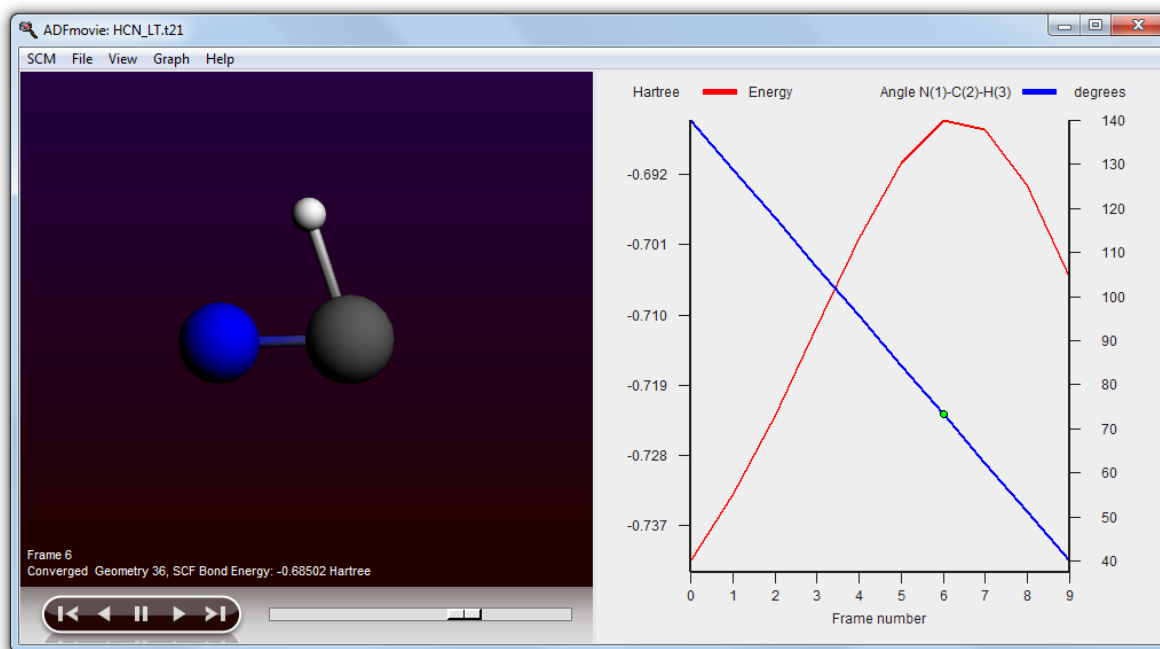 ADFmovie: HCN_LT.t21
SCM File View Graph Help
Hartree Energy Angle N(1)-C(2)-H(3) degrees
140
-0.692
130
120
-0.701
110
100
-0.710
90
-0.719
80
70
-0.728
60
-0.737
50
40
0 1 2 3 4 5 6 7 8 9
Frame number
Frame 6
Converged Geometry 36, SCF Bond Energy: -0.68502 Hartree